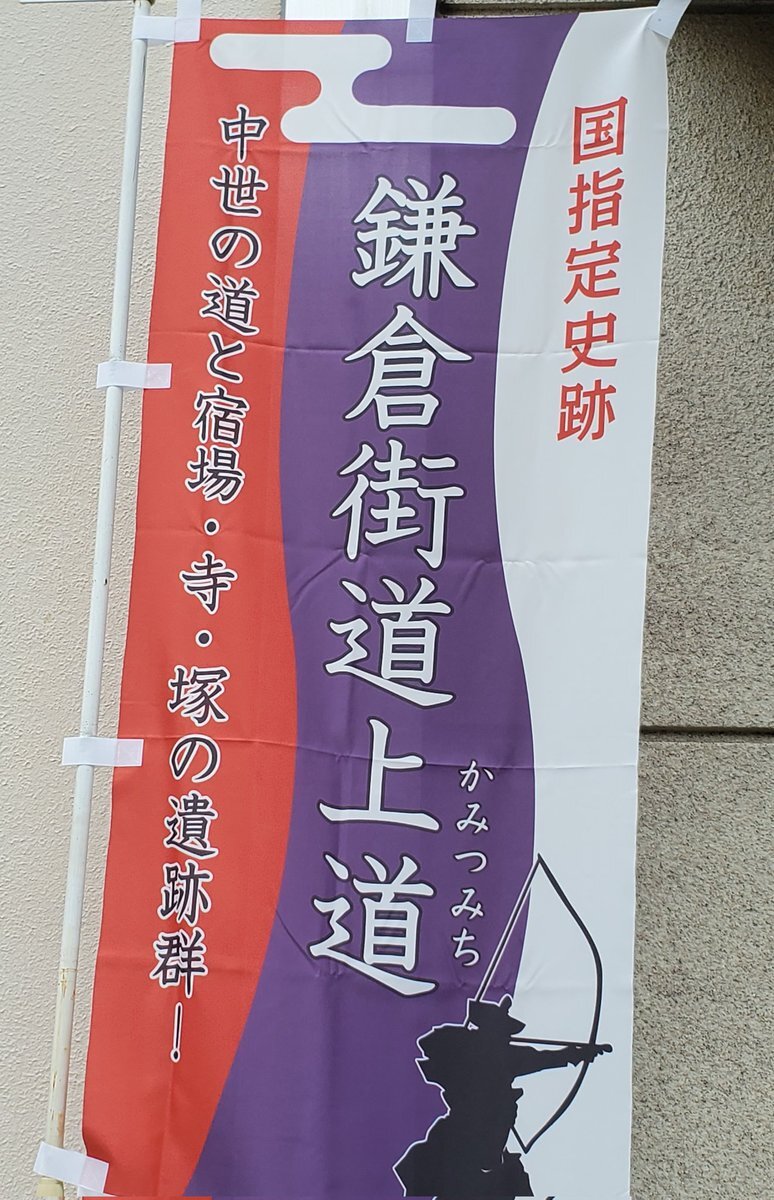 国指定史跡
鎌倉街道上道
かみつみち
中世の道と宿場・寺・塚の遺跡群！